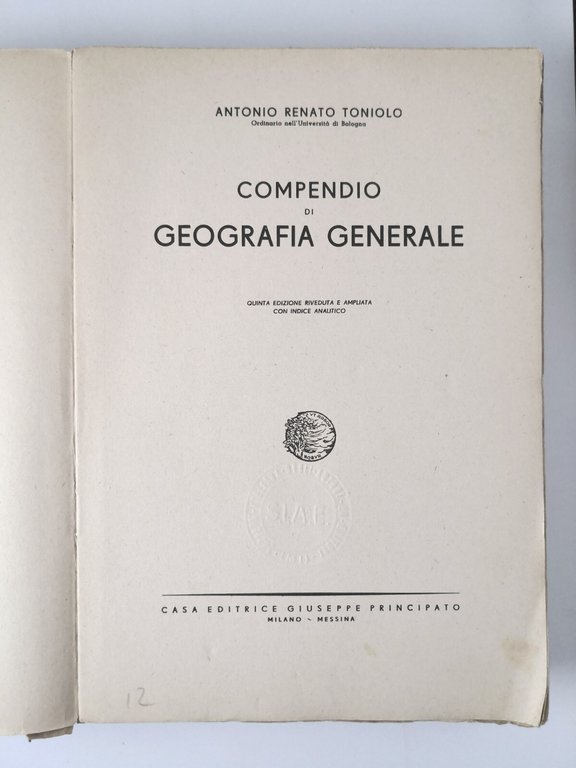 ANTONIO RENATO TONIOLO
Ordinario nell'Università di Bologna
COMPENDIO
DI
GEOGRAFIA GENERALE
QUINTA EDIZIONE RIVEDUTA E AMPLIATA
CON INDICE ANALITICO
ROBUR
CASA EDITRICE GIUSEPPE PRINCIPATO
MILANO - MESSINA
12